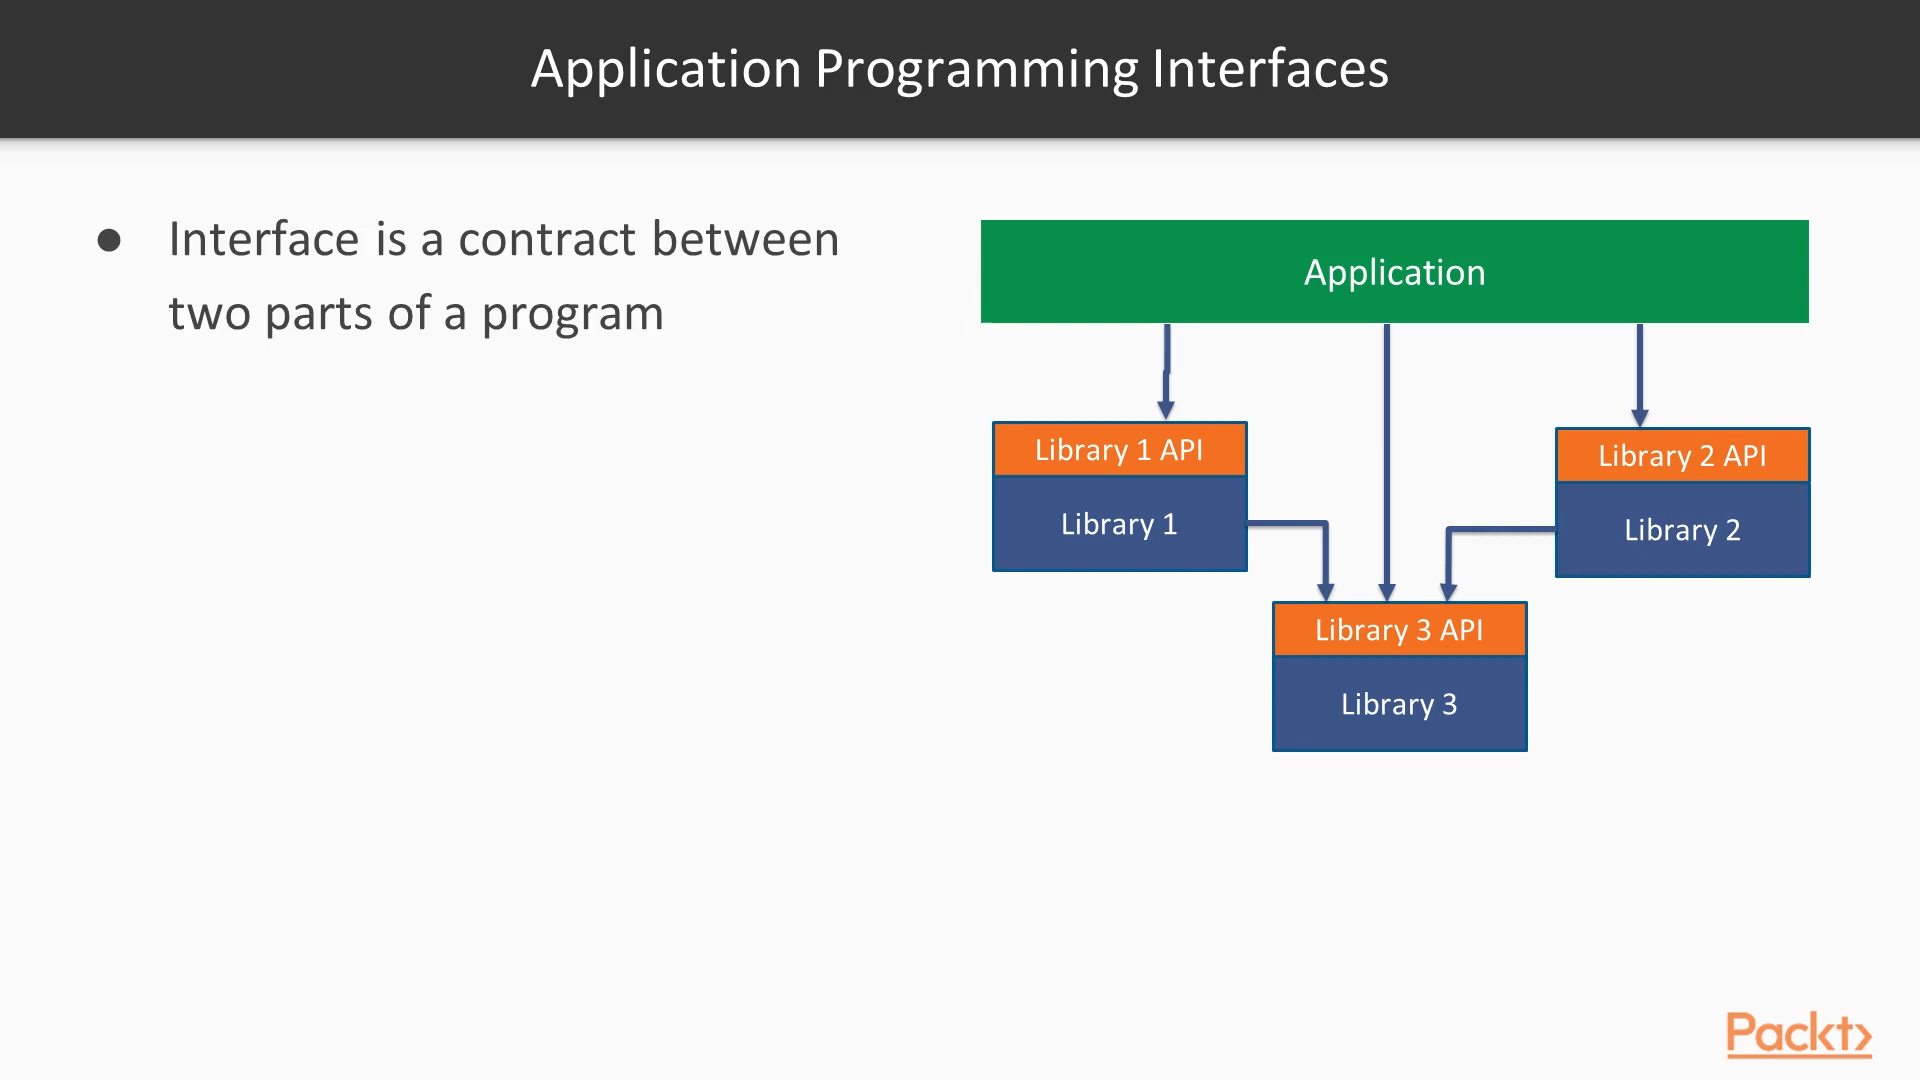 Application Programming Interfaces
● Interface is a contract between
two parts of a program
Application
Library 1 API
Library 1
Library 2 API
Library 2
Library 3 API
Library 3
Packt>